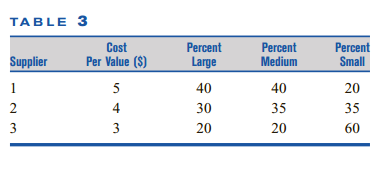 TABLE 3
Supplier Cost Per Value ($) Percent Large Percent Medium Percent Small
1 5 40 40 20
2 4 30 35 35
3 3 20 20 60